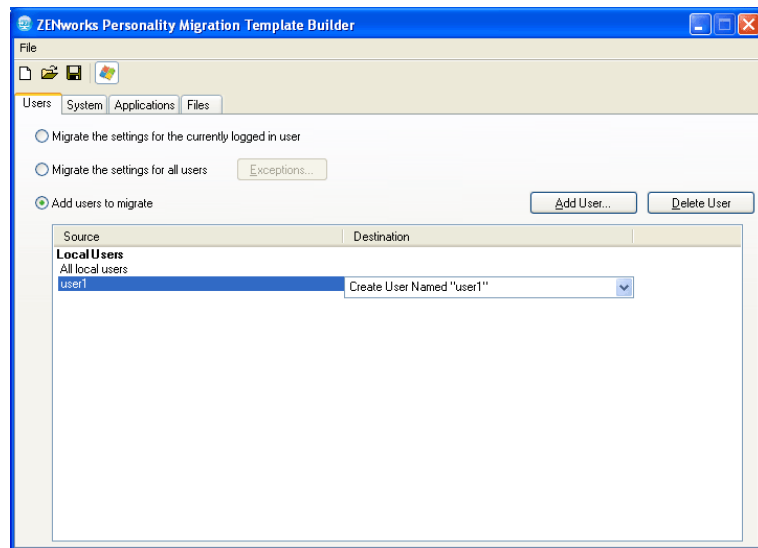 ZENworks Personality Migration Template Builder
File
Users System Applications Files
Migrate the settings for the currently logged in user
Migrate the settings for all users Exceptions...
Add users to migrate Add User... Delete User
Source Destination
Local Users
All local users
user1 Create User Named "user1"